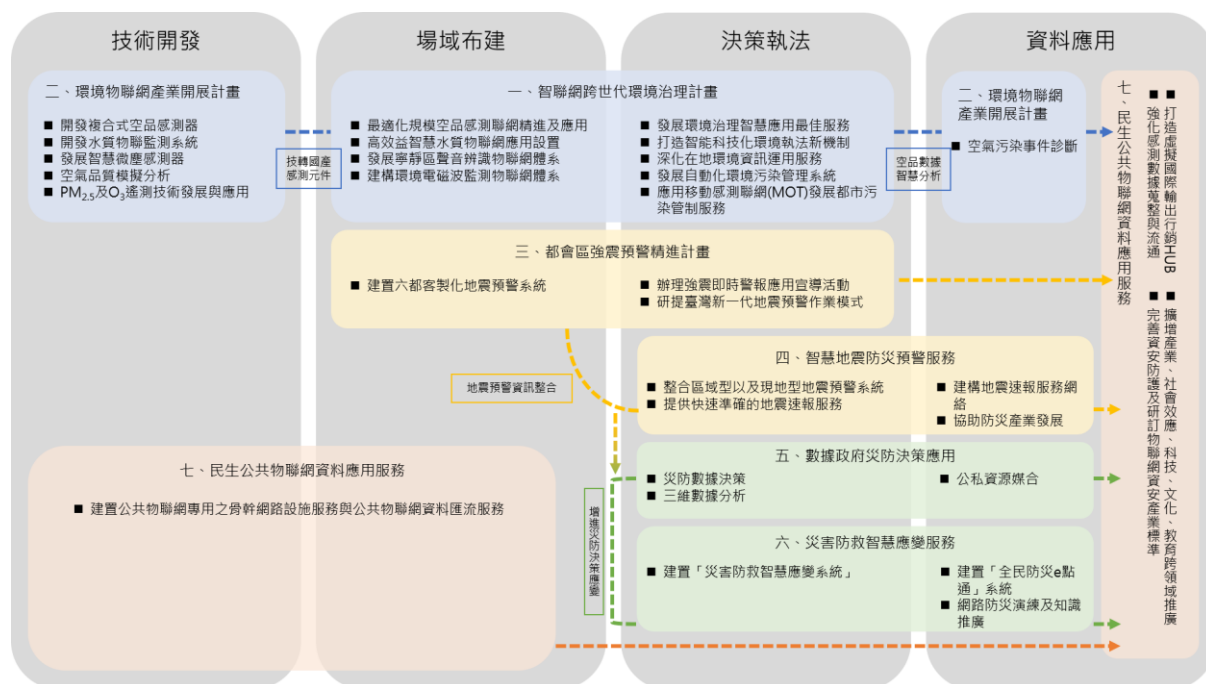 技術開發
場域布建
決策執法
資料應用
二、環境物聯網產業開展計畫
■ 開發複合式空品感測器
■ 開發水質物聯監測系統
■ 發展智慧微塵感測器
■ 空氣品質模擬分析
■ PM2.5及O3遙測技術發展與應用
技轉國產
感測元件
一、智聯網跨世代環境治理計畫
■ 最適化規模空品感測聯網精進及應用
■ 高效益智慧水質物聯網應用設置
■ 發展寧靜區聲音辨識物聯網體系
■ 建構環境電磁波監測物聯網體系
■ 發展環境治理智慧應用最佳服務
■ 打造智能科技化環境執法新機制
■ 深化在地環境資訊運用服務
■ 發展自動化環境污染管理系統
■ 應用移動感測聯網(MOT)發展都市污
染管制服務
空品數據
智慧分析
二、環境物聯網
產業開展計畫
■ 空氣污染事件診斷
三、都會區強震預警精進計畫
■ 建置六都客製化地震預警系統
■ 辦理強震即時警報應用宣導活動
■ 研提臺灣新一代地震預警作業模式
地震預警資訊整合
四、智慧地震防災預警服務
■ 整合區域型以及現地型地震預警系統
■ 提供快速準確的地震速報服務
■ 建構地震速報服務網
絡
■ 協助防災產業發展
五、數據政府災防決策應用
■ 災防數據決策
■ 三維數據分析
■ 公私資源媒合
增進災防決策應變
六、災害防救智慧應變服務
■ 建置「災害防救智慧應變系統」
■ 建置「全民防災e點
通」系統
■ 網路防災演練及知識
推廣
七、民生公共物聯網資料應用服務
■ 建置公共物聯網專用之骨幹網路設施服務與公共物聯網資料匯流服務
七、民生公共物聯網資料應用服務
■ 打造虛擬國際輸出行銷HUB
■ 強化感測數據蒐整與流通
■ 擴增產業、社會效應、科技、文化、教育跨領域推廣
■ 完善資安防護及研訂物聯網資安產業標準